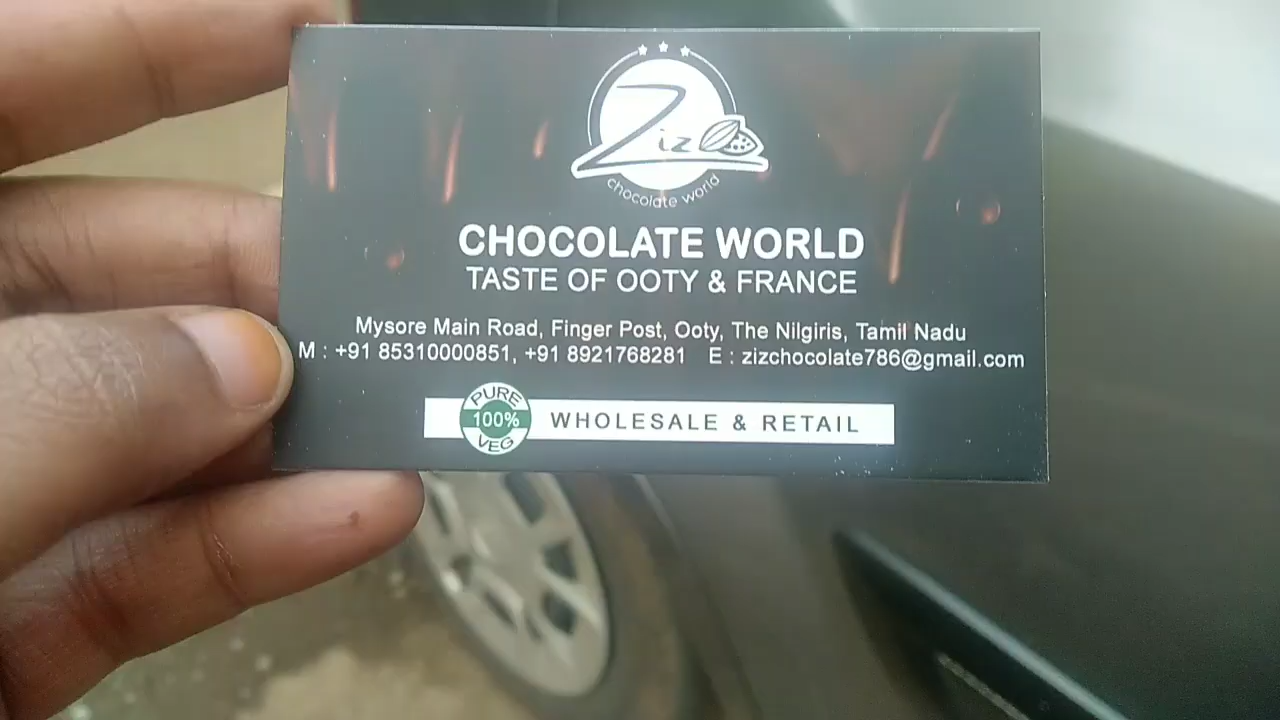 Ziz
chocolate world
CHOCOLATE WORLD
TASTE OF OOTY & FRANCE
Mysore Main Road, Finger Post, Ooty, The Nilgiris, Tamil Nadu
M : +91 85310000851, +91 8921768281 E : zizchocolate786@gmail.com
PURE
100%
VEG
WHOLESALE & RETAIL